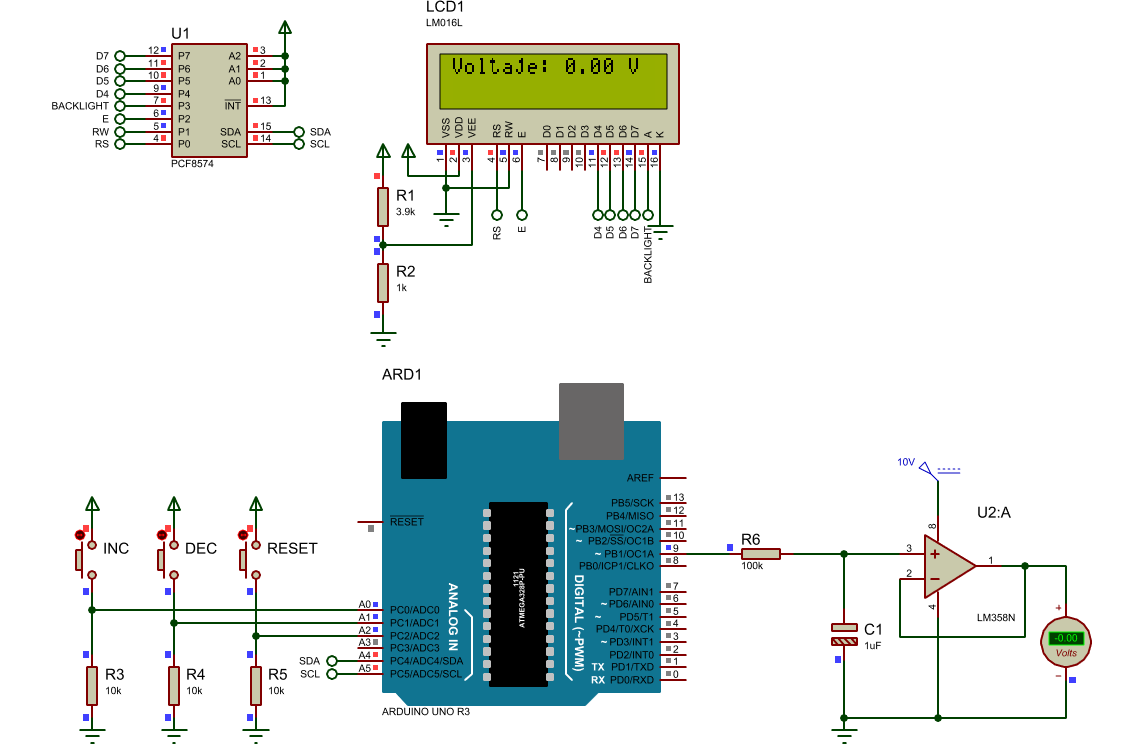 U1
D7 12 P7 A2 3
D6 11 P6 A1 2
D5 10 P5 A0 1
D4 9 P4
BACKLIGHT 7 P3 INT 13
E 6 P2
RW 5 P1 SDA 15 SDA
RS 4 P0 SCL 14 SCL
PCF8574
LCD1
LM016L
VoltaJe: 0.00 V
VSS VDD VEE RS RW E D0 D1 D2 D3 D4 D5 D6 D7 A K
1 2 3 4 5 6 7 8 9 10 11 12 13 14 15 16
RS E D4 D5 D6 D7 BACKLIGHT
R1
3.9k
R2
1k
ARD1
AREF
RESET
PB5/SCK 13
PB4/MISO 12
~PB3/MOSI/OC2A 11
~ PB2/SS/OC1B 10
~ PB1/OC1A 9
PB0/ICP1/CLKO 8
PD7/AIN1 7
~ PD6/AIN0 6
~ PD5/T1 5
PD4/T0/XCK 4
~ PD3/INT1 3
PD2/INT0 2
TX PD1/TXD 1
RX PD0/RXD 0
A0 PC0/ADC0
A1 PC1/ADC1
A2 PC2/ADC2
A3 PC3/ADC3
SDA A4 PC4/ADC4/SDA
SCL A5 PC5/ADC5/SCL
ANALOG IN
1121
ATMEGA328P-PU
DIGITAL (~PWM)
ARDUINO UNO R3
INC
DEC
RESET
R3
10k
R4
10k
R5
10k
R6
100k
C1
1uF
10V
U2:A
8
3
2
1
4
LM358N
+
-0.00
Volts